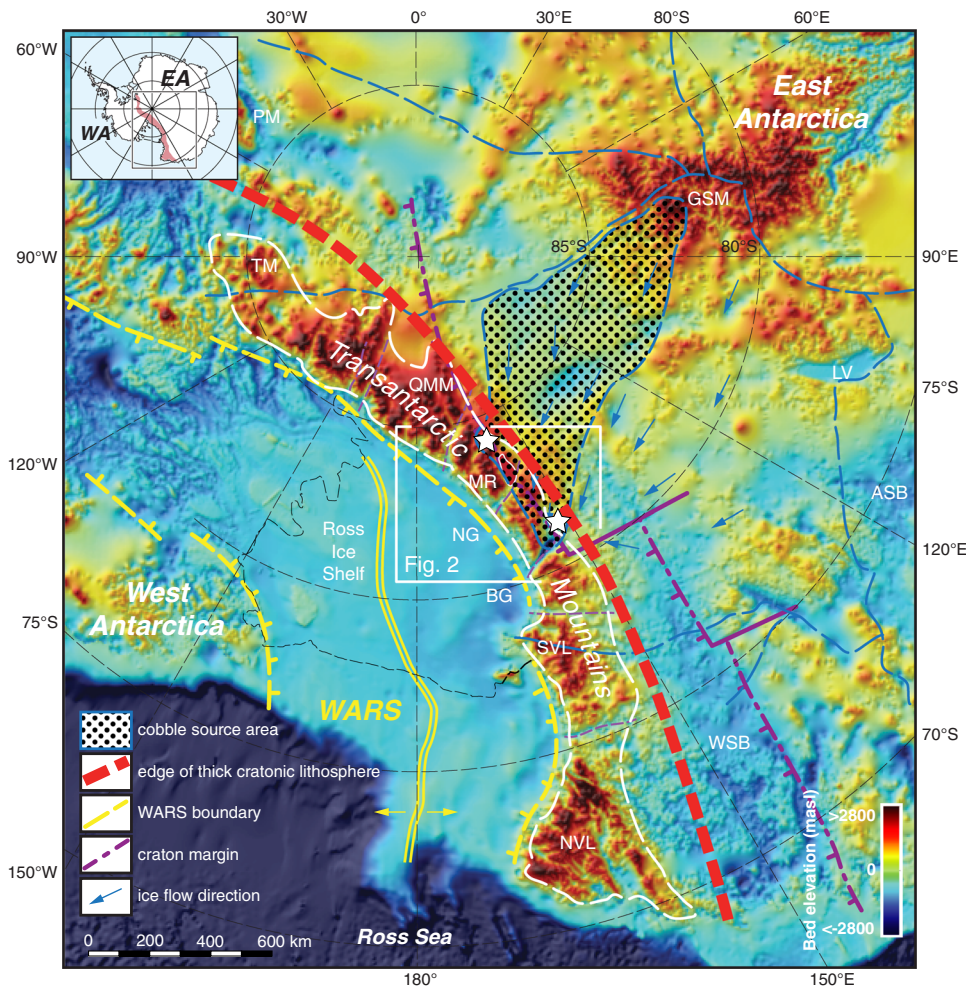 30°W
0°
30°E
80°S
60°E
60°W
EA
WA
PM
East
Antarctica
GSM
85°S
80°S
90°W
90°E
TM
LV
QMM
75°S
Transantarctic
Mountains
120°W
MR
ASB
Ross
Ice
Shelf
NG
120°E
Fig. 2
BG
West
Antarctica
75°S
SVL
WARS
cobble source area
edge of thick cratonic lithosphere
WARS boundary
craton margin
ice flow direction
WSB
70°S
NVL
Bed elevation (masl)
>2800
0
<-2800
150°W
0 200 400 600 km
Ross Sea
180°
150°E